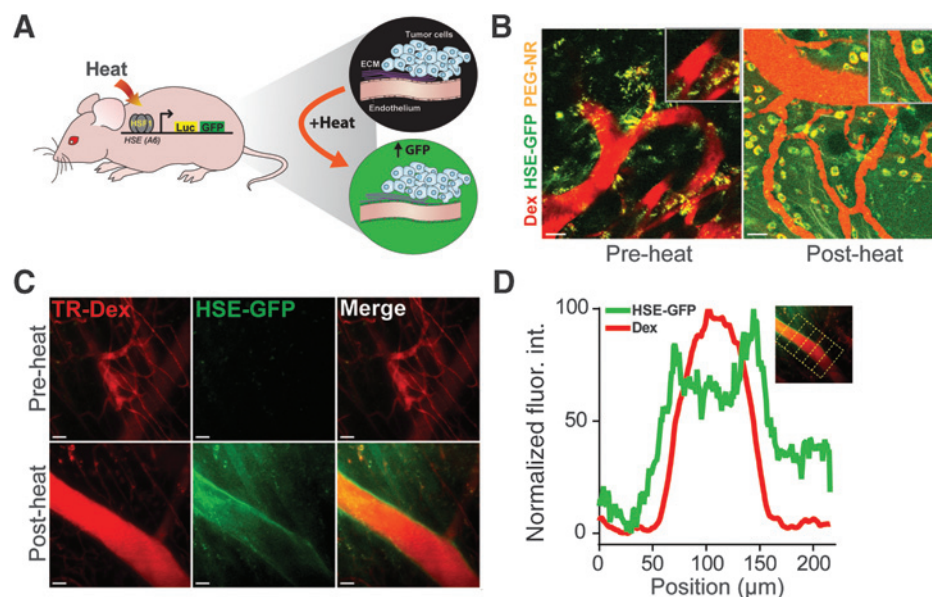 A
Heat
HSF
HSE (A6)
Luc
GFP
+Heat
Tumor cells
ECM
Endothelium
GFP
B
Dex HSE-GFP PEG-NR
Pre-heat
Post-heat
C
TR-Dex
HSE-GFP
Merge
Pre-heat
Post-heat
D
HSE-GFP
Dex
Normalized fluor. int.
100
50
0
0 50 100 150 200
Position (µm)